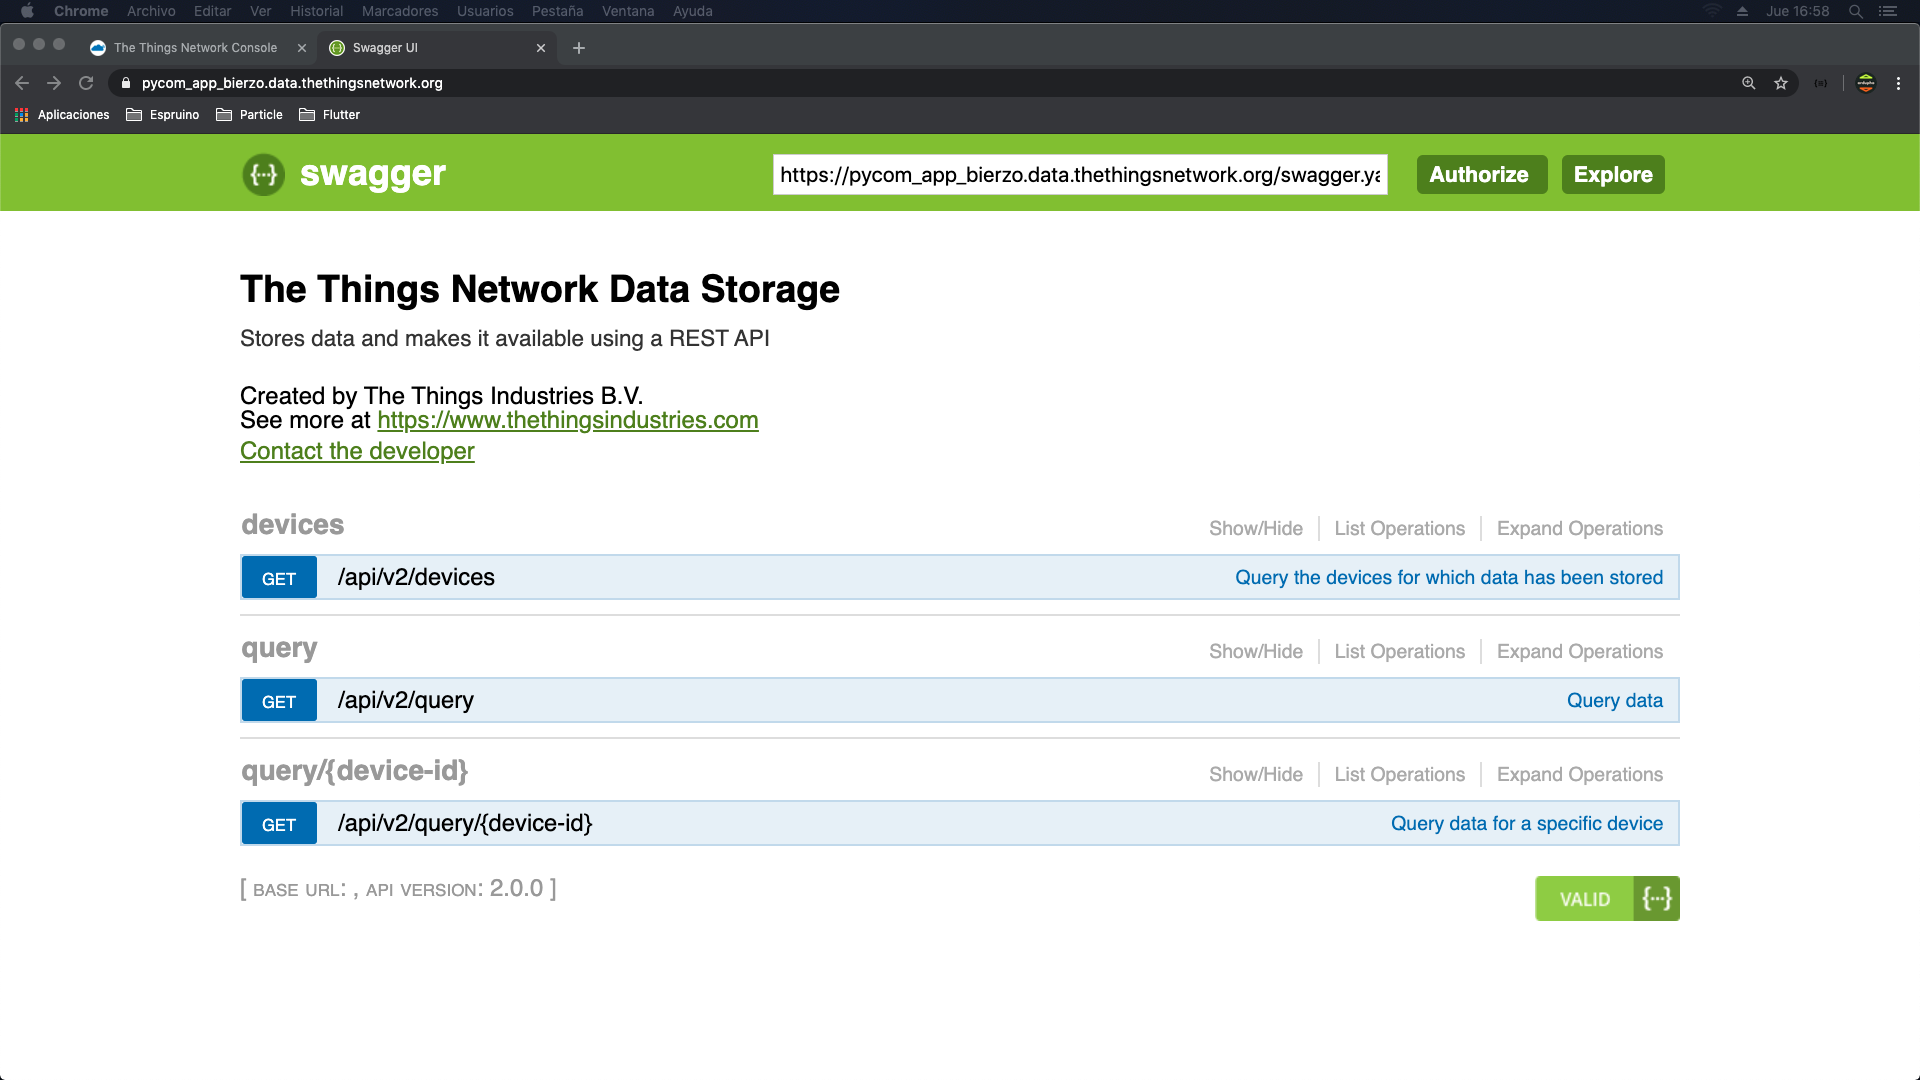 Chrome Archivo Editar Ver Historial Marcadores Usuarios Pestaña Ventana Ayuda Jue 16:58
The Things Network Console Swagger UI
pycom_app_bierzo.data.thethingsnetwork.org
Aplicaciones Espruino Particle Flutter
{···} swagger https://pycom_app_bierzo.data.thethingsnetwork.org/swagger.ya Authorize Explore
The Things Network Data Storage
Stores data and makes it available using a REST API
Created by The Things Industries B.V.
See more at https://www.thethingsindustries.com
Contact the developer
devices Show/Hide List Operations Expand Operations
GET /api/v2/devices Query the devices for which data has been stored
query Show/Hide List Operations Expand Operations
GET /api/v2/query Query data
query/{device-id} Show/Hide List Operations Expand Operations
GET /api/v2/query/{device-id} Query data for a specific device
[ BASE URL: , API VERSION: 2.0.0 ]
VALID {···}